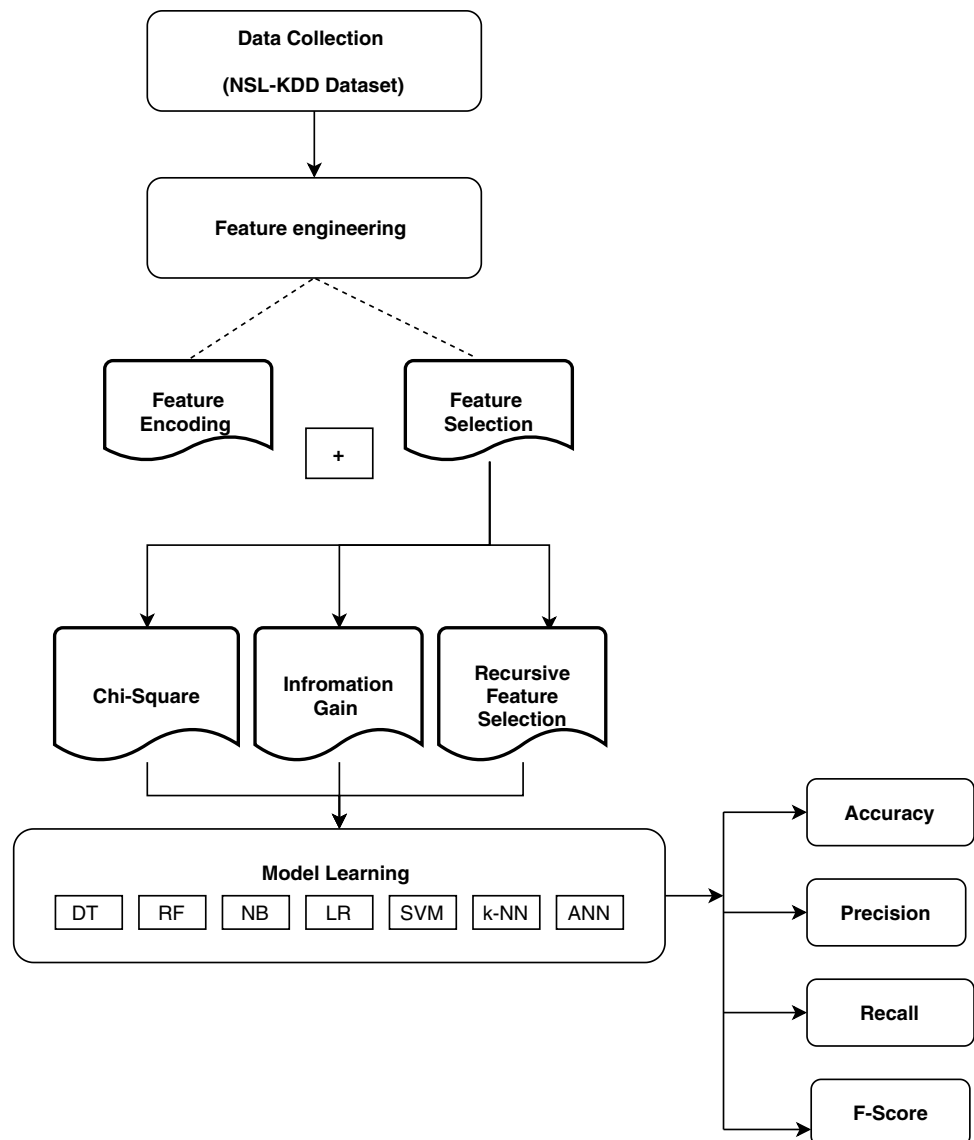 Data Collection
(NSL-KDD Dataset)
Feature engineering
Feature
Encoding
+
Feature
Selection
Chi-Square
Infromation
Gain
Recursive
Feature
Selection
Model Learning
DT
RF
NB
LR
SVM
k-NN
ANN
Accuracy
Precision
Recall
F-Score